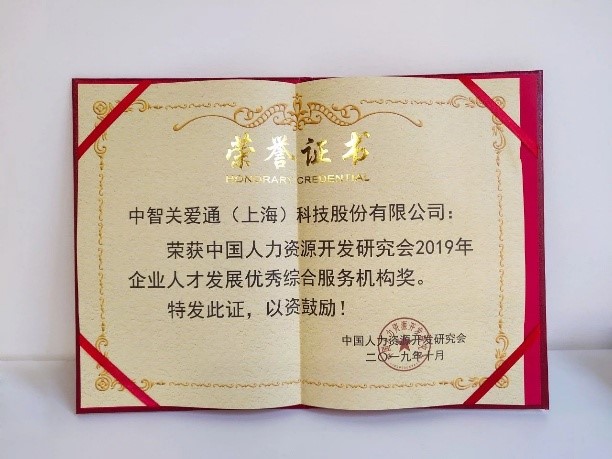 荣誉证书
HONORARY CREDENTIAL
中智关爱通（上海）科技股份有限公司：
荣获中国人力资源开发研究会2019年
企业人才发展优秀综合服务机构奖。
特发此证，以资鼓励！
中国人力资源开发研究会
二〇一九年十月